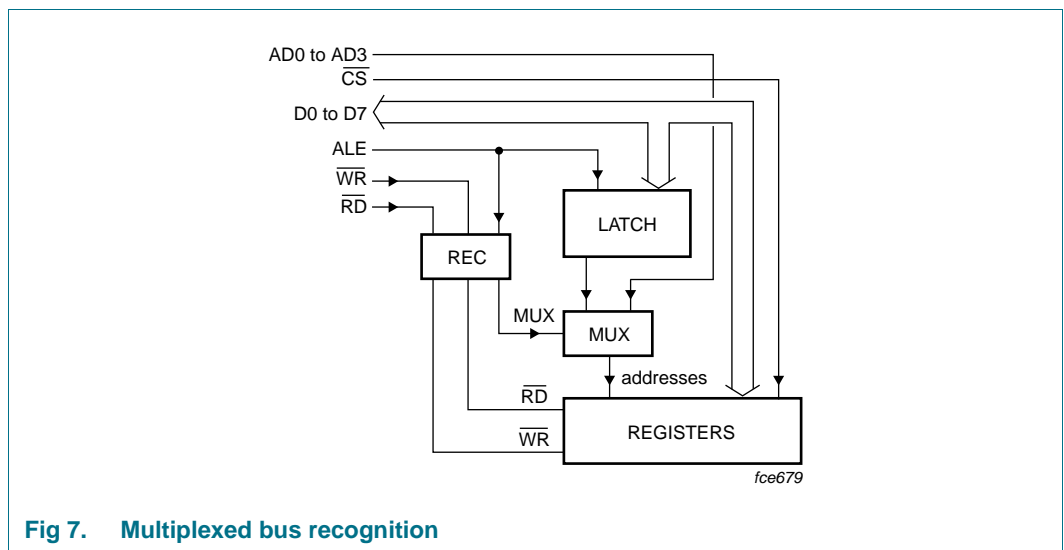 AD0 to AD3
CS
D0 to D7
ALE
WR
RD
LATCH
REC
MUX
MUX
addresses
RD
REGISTERS
WR
fce679
Fig 7. Multiplexed bus recognition